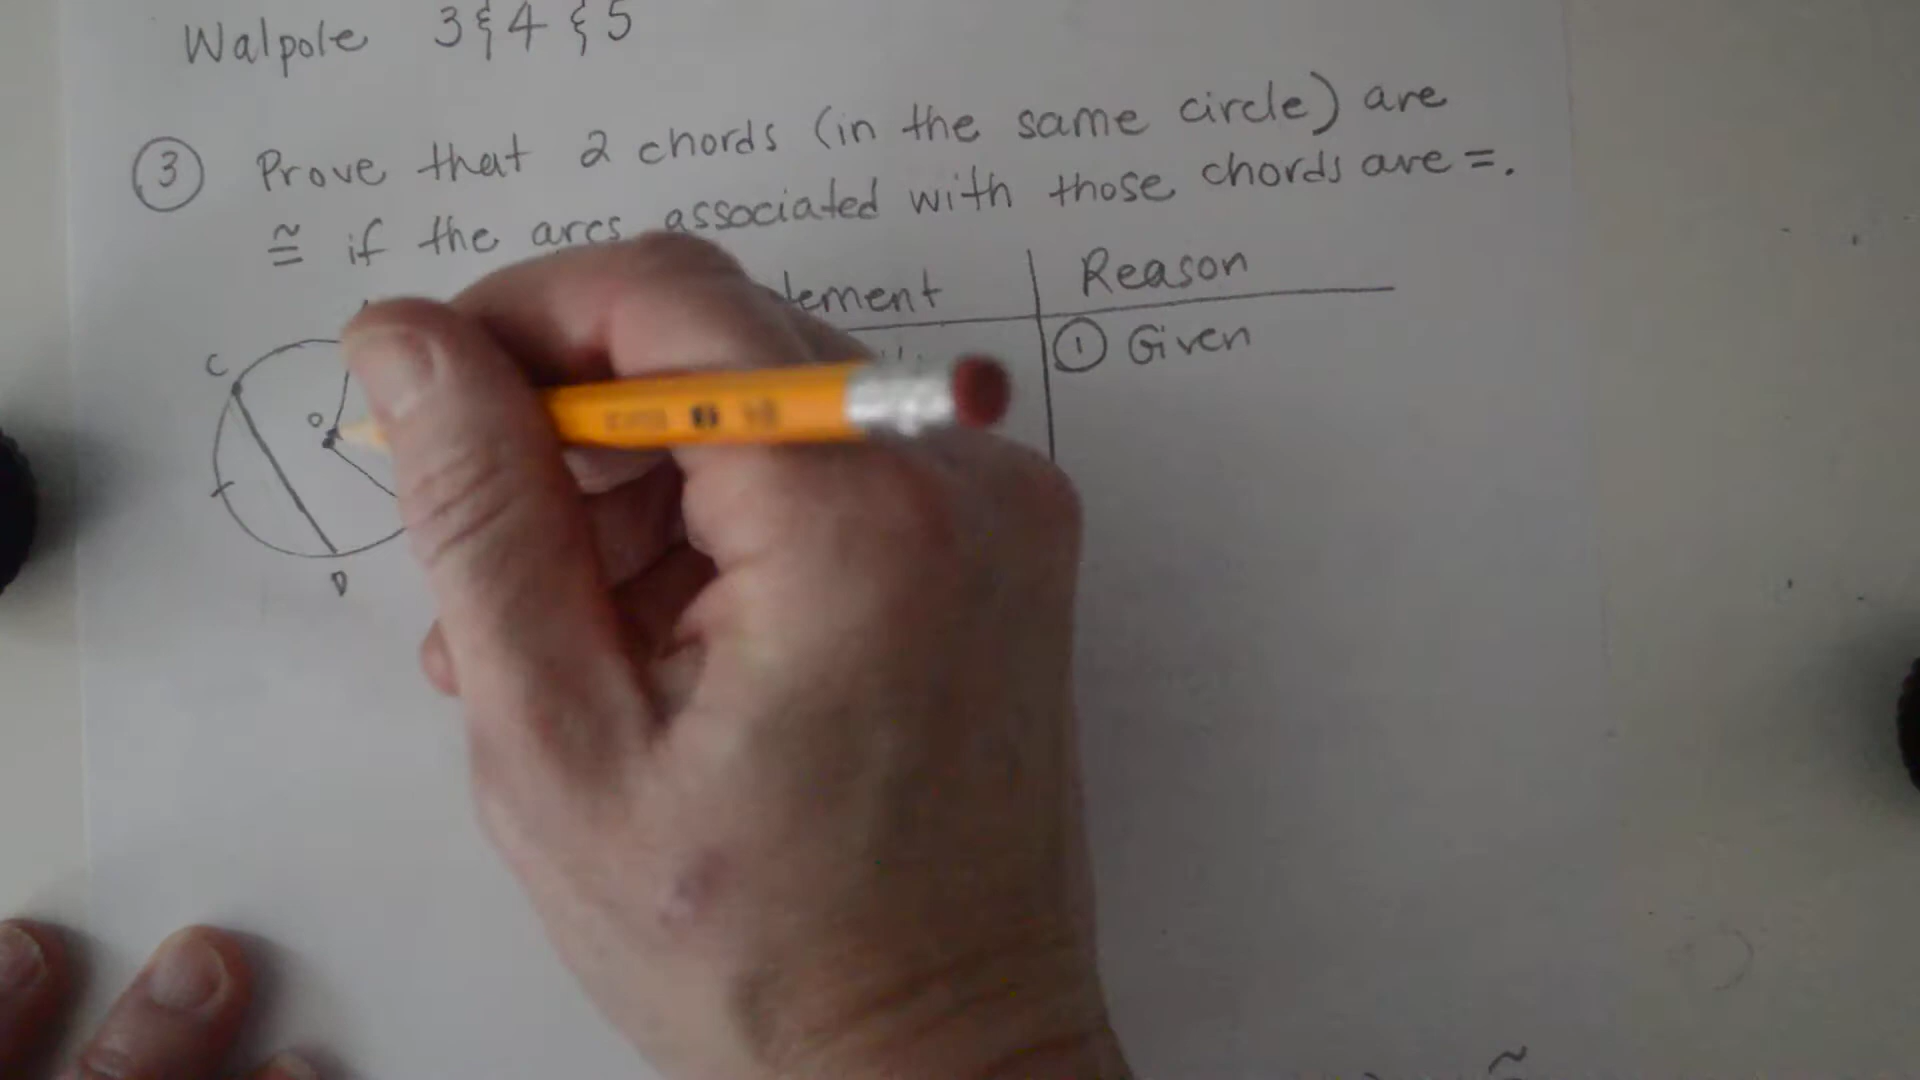 Walpole 3 & 4 & 5
③ Prove that 2 chords (in the same circle) are
≅ if the arcs associated with those chords are =.
Reason
① Given
C
O
D